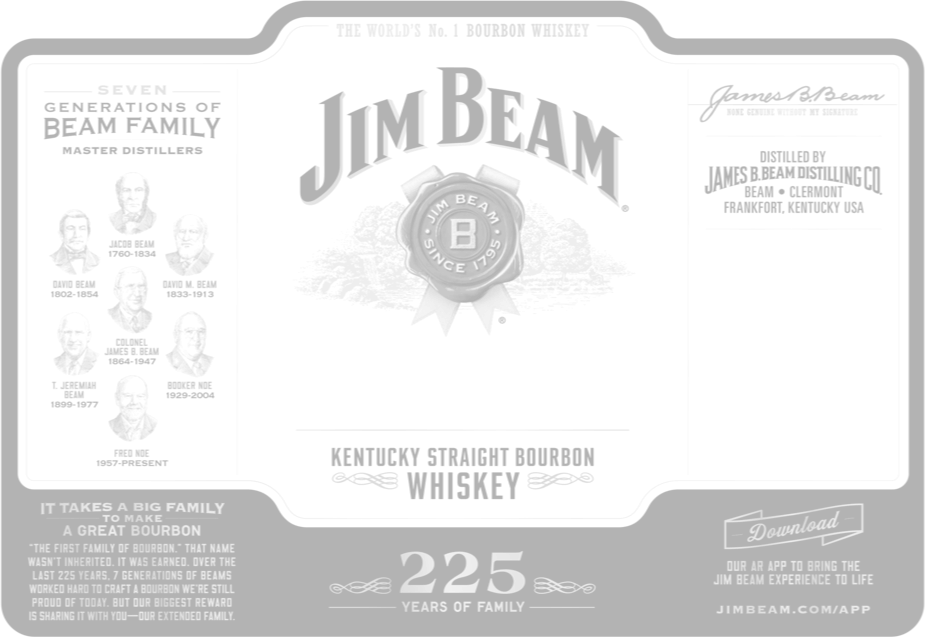 THE WORLD'S No. 1 BOURBON WHISKEY
SEVEN
GENERATIONS OF
BEAM FAMILY
MASTER DISTILLERS
JACOB BEAM
1760-1834
DAVID BEAM
1802-1854
DAVID M. BEAM
1833-1913
COLONEL
JAMES B. BEAM
1864-1947
T. JEREMIAH
BEAM
1899-1977
BOOKER NOE
1929-2004
FRED NOE
1957-PRESENT
IT TAKES A BIG FAMILY
TO MAKE
A GREAT BOURBON
"THE FIRST FAMILY OF BOURBON." THAT NAME
WASN'T INHERITED. IT WAS EARNED. OVER THE
LAST 225 YEARS, 7 GENERATIONS OF BEAMS
WORKED HARD TO CRAFT A BOURBON WE'RE STILL
PROUD OF TODAY. BUT OUR BIGGEST REWARD
IS SHARING IT WITH YOU—OUR EXTENDED FAMILY.
JIM BEAM®
JIM BEAM
B
SINCE 1795
®
KENTUCKY STRAIGHT BOURBON
WHISKEY
225
YEARS OF FAMILY
James B. Beam
NONE GENUINE WITHOUT MY SIGNATURE
DISTILLED BY
JAMES B. BEAM DISTILLING CO.
BEAM • CLERMONT
FRANKFORT, KENTUCKY USA
Download
OUR AR APP TO BRING THE
JIM BEAM EXPERIENCE TO LIFE
JIMBEAM.COM/APP